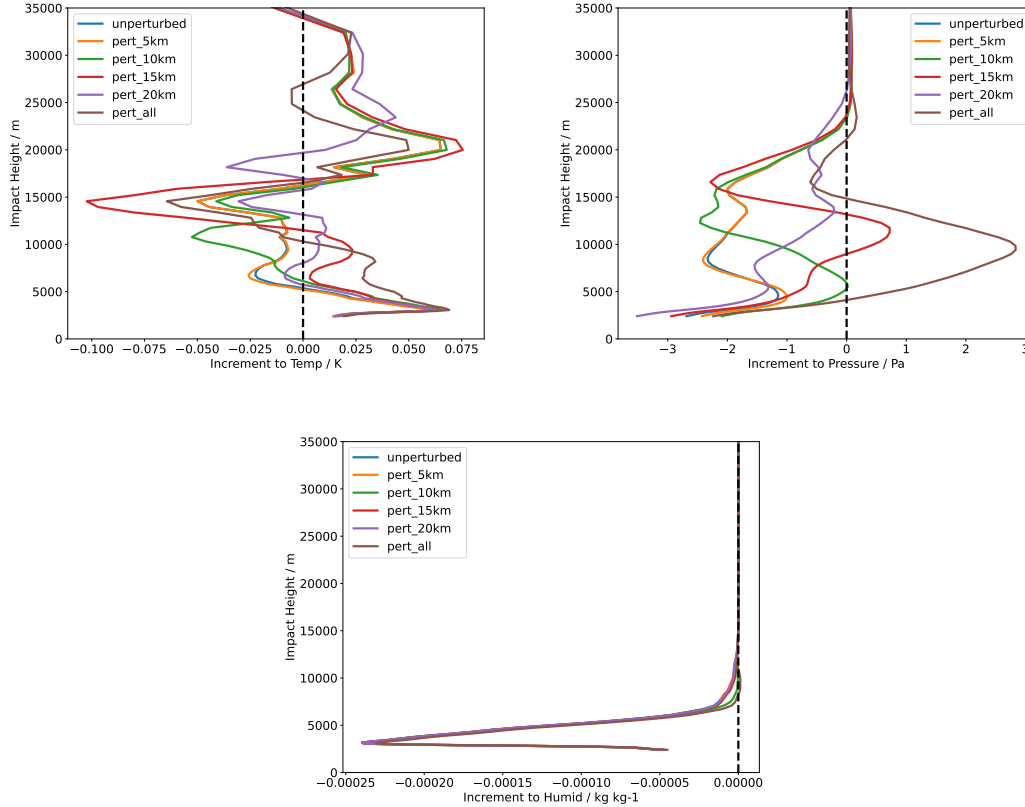 35000
30000
25000
20000
15000
10000
5000
0
Impact Height / m
unperturbed
pert_5km
pert_10km
pert_15km
pert_20km
pert_all
−0.100 −0.075 −0.050 −0.025 0.000 0.025 0.050 0.075
Increment to Temp / K
35000
30000
25000
20000
15000
10000
5000
0
Impact Height / m
unperturbed
pert_5km
pert_10km
pert_15km
pert_20km
pert_all
−3 −2 −1 0 1 2 3
Increment to Pressure / Pa
35000
30000
25000
20000
15000
10000
5000
0
Impact Height / m
unperturbed
pert_5km
pert_10km
pert_15km
pert_20km
pert_all
−0.00025 −0.00020 −0.00015 −0.00010 −0.00005 0.00000
Increment to Humid / kg kg-1